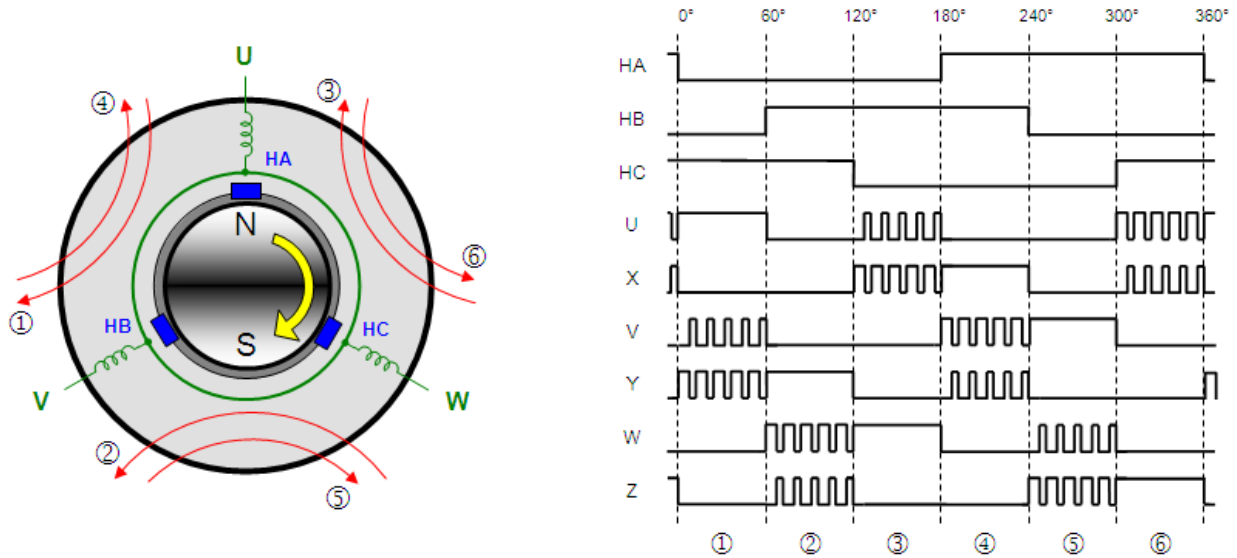 U
④
③
HA
N
⑥
①
HB
HC
S
V
W
②
⑤
0° 60° 120° 180° 240° 300° 360°
HA
HB
HC
U
X
V
Y
W
Z
① ② ③ ④ ⑤ ⑥